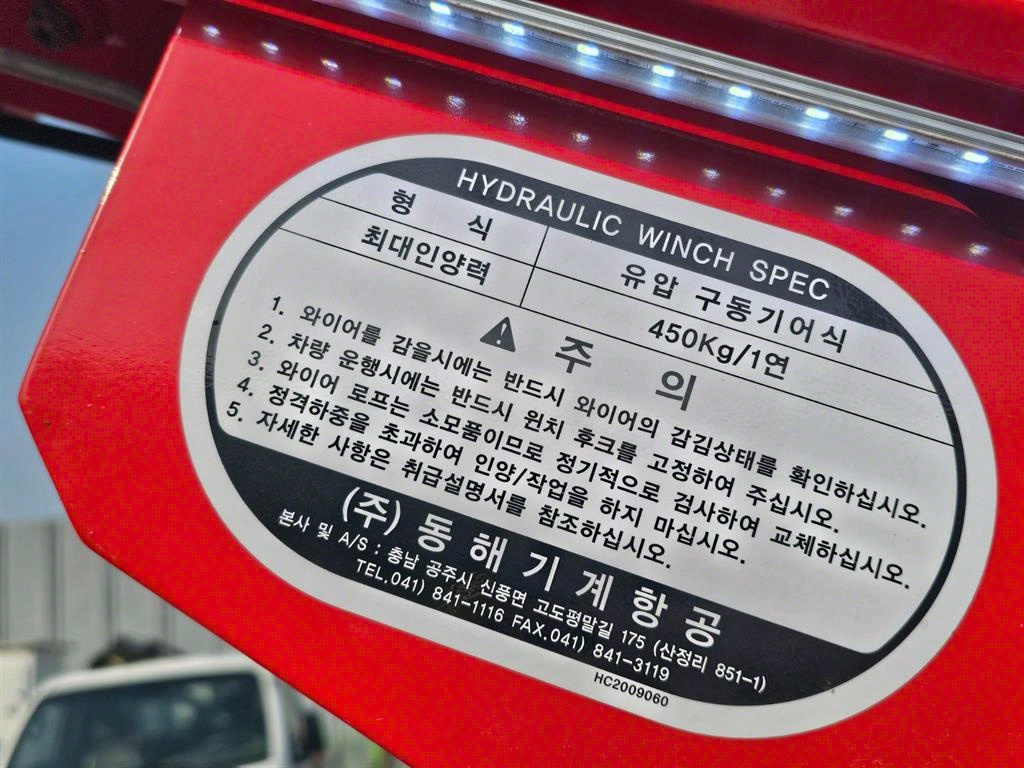 HYDRAULIC WINCH SPEC
형 식 유압 구동기어식
최대인양력 450Kg/1연
주 의
1. 와이어를 감을시에는 반드시 와이어의 감김상태를 확인하십시오.
2. 차량 운행시에는 반드시 윈치 후크를 고정하여 주십시오.
3. 와이어 로프는 소모품이므로 정기적으로 검사하여 교체하십시오.
4. 정격하중을 초과하여 인양/작업을 하지 마십시오.
5. 자세한 사항은 취급설명서를 참조하십시오.
(주) 동해기계항공
본사 및 A/S : 충남 공주시 신풍면 고도평말길 175 (산정리 851-1)
TEL.041) 841-1116 FAX.041) 841-3119
HC2009060